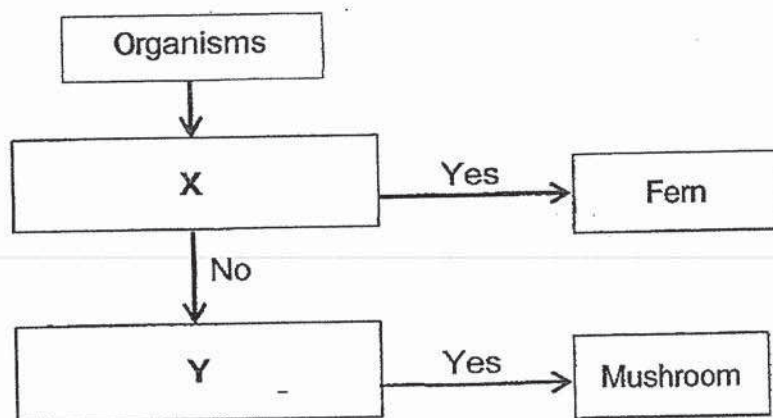 Organisms
X
Yes
Fern
No
Y
Yes
Mushroom